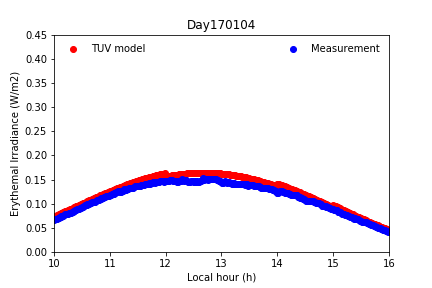 Day170104
TUV model
Measurement
Erythemal Irradiance (W/m2)
0.45
0.40
0.35
0.30
0.25
0.20
0.15
0.10
0.05
0.00
10 11 12 13 14 15 16
Local hour (h)